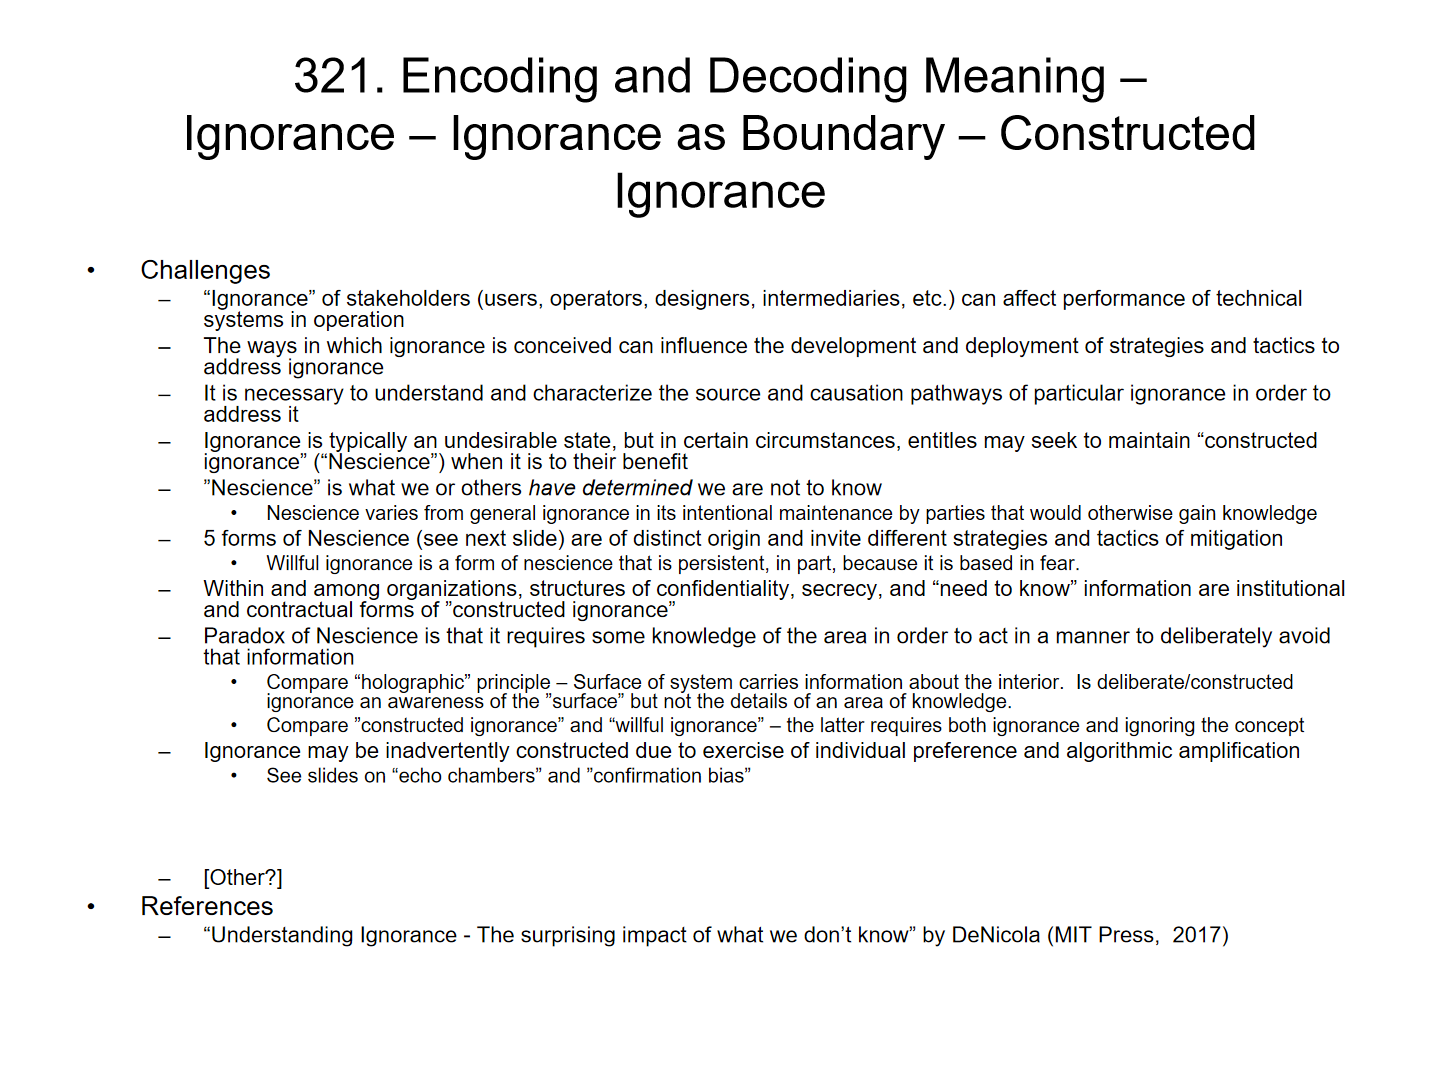 321. Encoding and Decoding Meaning –
Ignorance – Ignorance as Boundary – Constructed
Ignorance
• Challenges
– “Ignorance” of stakeholders (users, operators, designers, intermediaries, etc.) can affect performance of technical
systems in operation
– The ways in which ignorance is conceived can influence the development and deployment of strategies and tactics to
address ignorance
– It is necessary to understand and characterize the source and causation pathways of particular ignorance in order to
address it
– Ignorance is typically an undesirable state, but in certain circumstances, entitles may seek to maintain “constructed
ignorance” (“Nescience”) when it is to their benefit
– ”Nescience” is what we or others have determined we are not to know
• Nescience varies from general ignorance in its intentional maintenance by parties that would otherwise gain knowledge
– 5 forms of Nescience (see next slide) are of distinct origin and invite different strategies and tactics of mitigation
• Willful ignorance is a form of nescience that is persistent, in part, because it is based in fear.
– Within and among organizations, structures of confidentiality, secrecy, and “need to know” information are institutional
and contractual forms of ”constructed ignorance”
– Paradox of Nescience is that it requires some knowledge of the area in order to act in a manner to deliberately avoid
that information
• Compare “holographic” principle – Surface of system carries information about the interior.  Is deliberate/constructed
ignorance an awareness of the ”surface” but not the details of an area of knowledge.
• Compare ”constructed ignorance” and “willful ignorance” – the latter requires both ignorance and ignoring the concept
– Ignorance may be inadvertently constructed due to exercise of individual preference and algorithmic amplification
• See slides on “echo chambers” and ”confirmation bias”
– [Other?]
• References
– “Understanding Ignorance - The surprising impact of what we don’t know” by DeNicola (MIT Press,  2017)